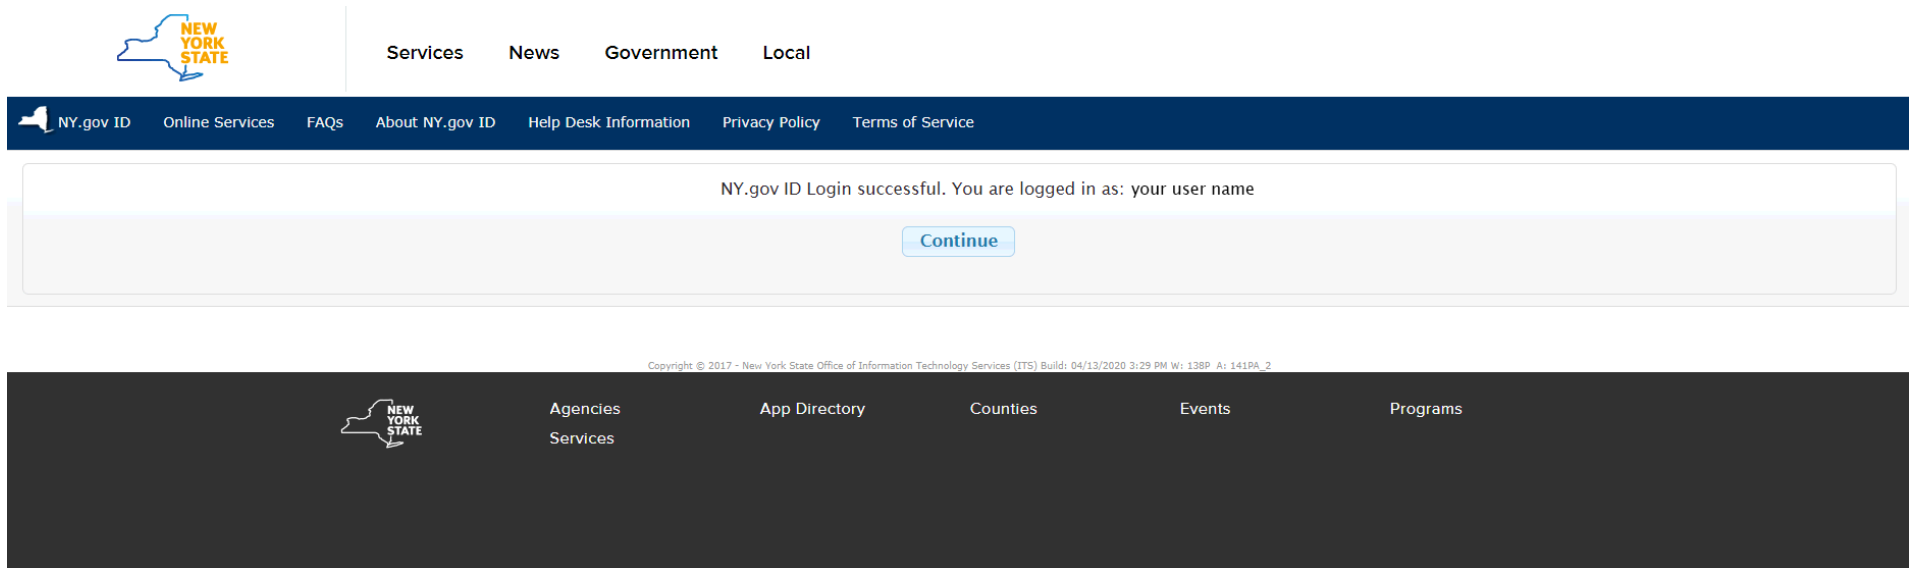 NEW
YORK
STATE
Services News Government Local
NY.gov ID Online Services FAQs About NY.gov ID Help Desk Information Privacy Policy Terms of Service
NY.gov ID Login successful. You are logged in as: your user name
Continue
Copyright © 2017 - New York State Office of Information Technology Services (ITS) Build: 04/13/2020 3:29 PM W: 138P A: 141PA_2
NEW
YORK
STATE
Agencies App Directory Counties Events Programs
Services